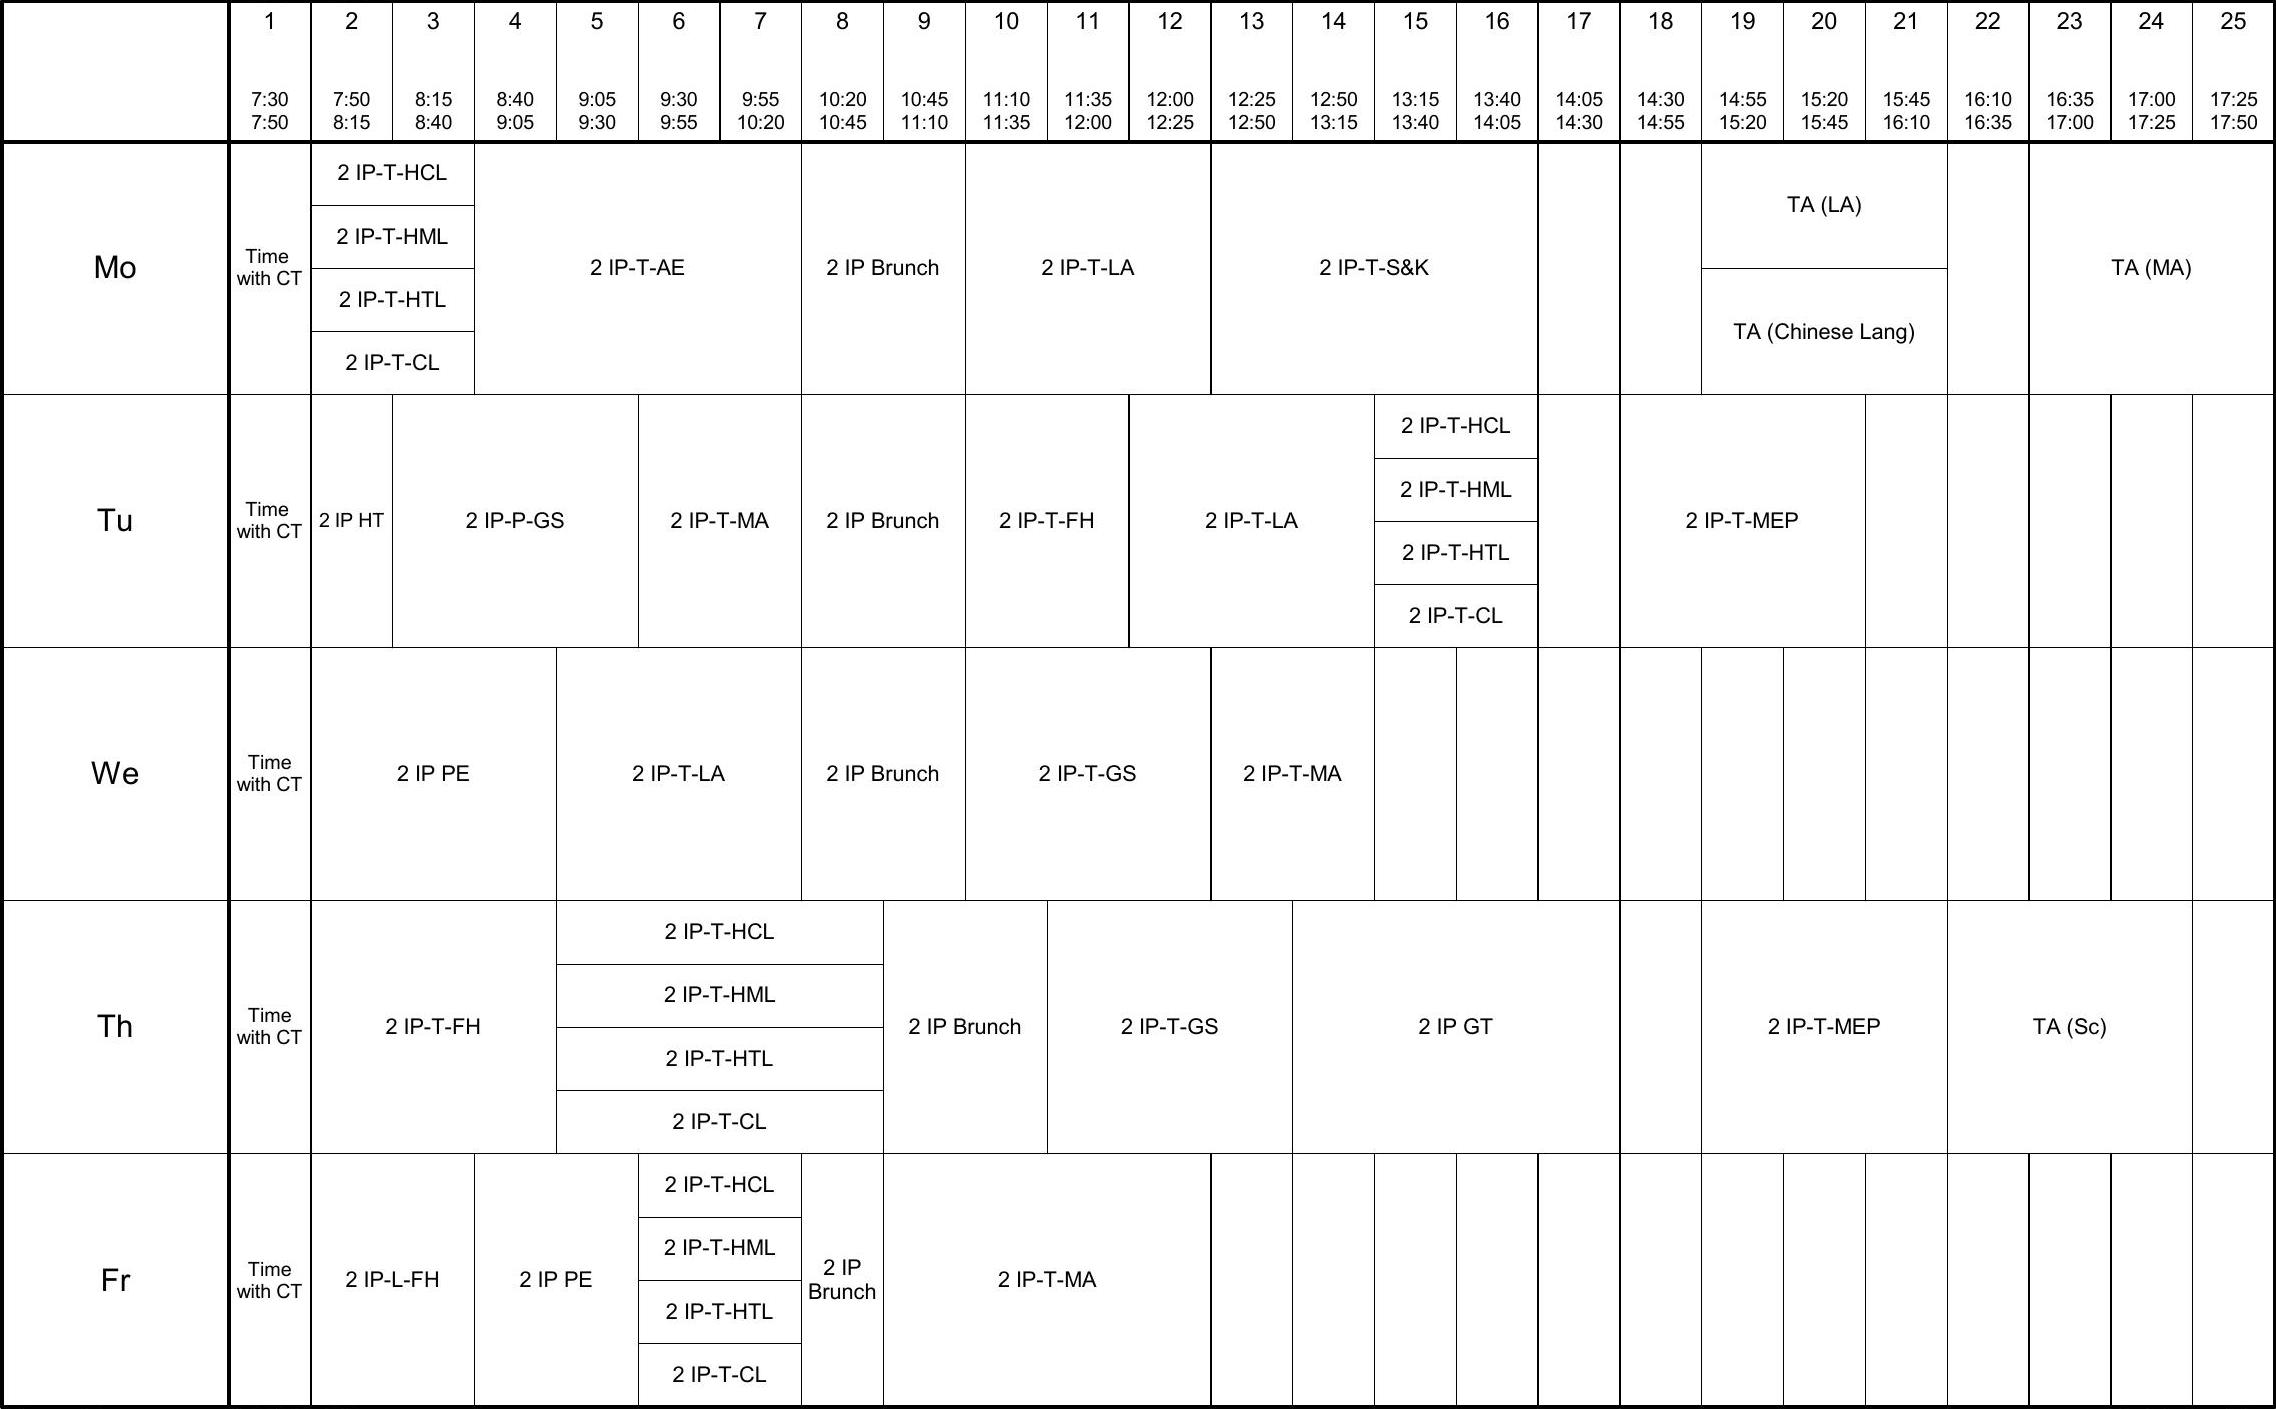 1 2 3 4 5 6 7 8 9 10 11 12 13 14 15 16 17 18 19 20 21 22 23 24 25
7:30 7:50 8:15 8:40 9:05 9:30 9:55 10:20 10:45 11:10 11:35 12:00 12:25 12:50 13:15 13:40 14:05 14:30 14:55 15:20 15:45 16:10 16:35 17:00 17:25
7:50 8:15 8:40 9:05 9:30 9:55 10:20 10:45 11:10 11:35 12:00 12:25 12:50 13:15 13:40 14:05 14:30 14:55 15:20 15:45 16:10 16:35 17:00 17:25 17:50
Mo
Time
with CT
2 IP-T-HCL
2 IP-T-HML
2 IP-T-HTL
2 IP-T-CL
2 IP-T-AE
2 IP Brunch
2 IP-T-LA
2 IP-T-S&K
TA (LA)
TA (Chinese Lang)
TA (MA)
Tu
Time
with CT
2 IP HT
2 IP-P-GS
2 IP-T-MA
2 IP Brunch
2 IP-T-FH
2 IP-T-LA
2 IP-T-HCL
2 IP-T-HML
2 IP-T-HTL
2 IP-T-CL
2 IP-T-MEP
We
Time
with CT
2 IP PE
2 IP-T-LA
2 IP Brunch
2 IP-T-GS
2 IP-T-MA
Th
Time
with CT
2 IP-T-FH
2 IP-T-HCL
2 IP-T-HML
2 IP-T-HTL
2 IP-T-CL
2 IP Brunch
2 IP-T-GS
2 IP GT
2 IP-T-MEP
TA (Sc)
Fr
Time
with CT
2 IP-L-FH
2 IP PE
2 IP-T-HCL
2 IP-T-HML
2 IP-T-HTL
2 IP-T-CL
2 IP
Brunch
2 IP-T-MA